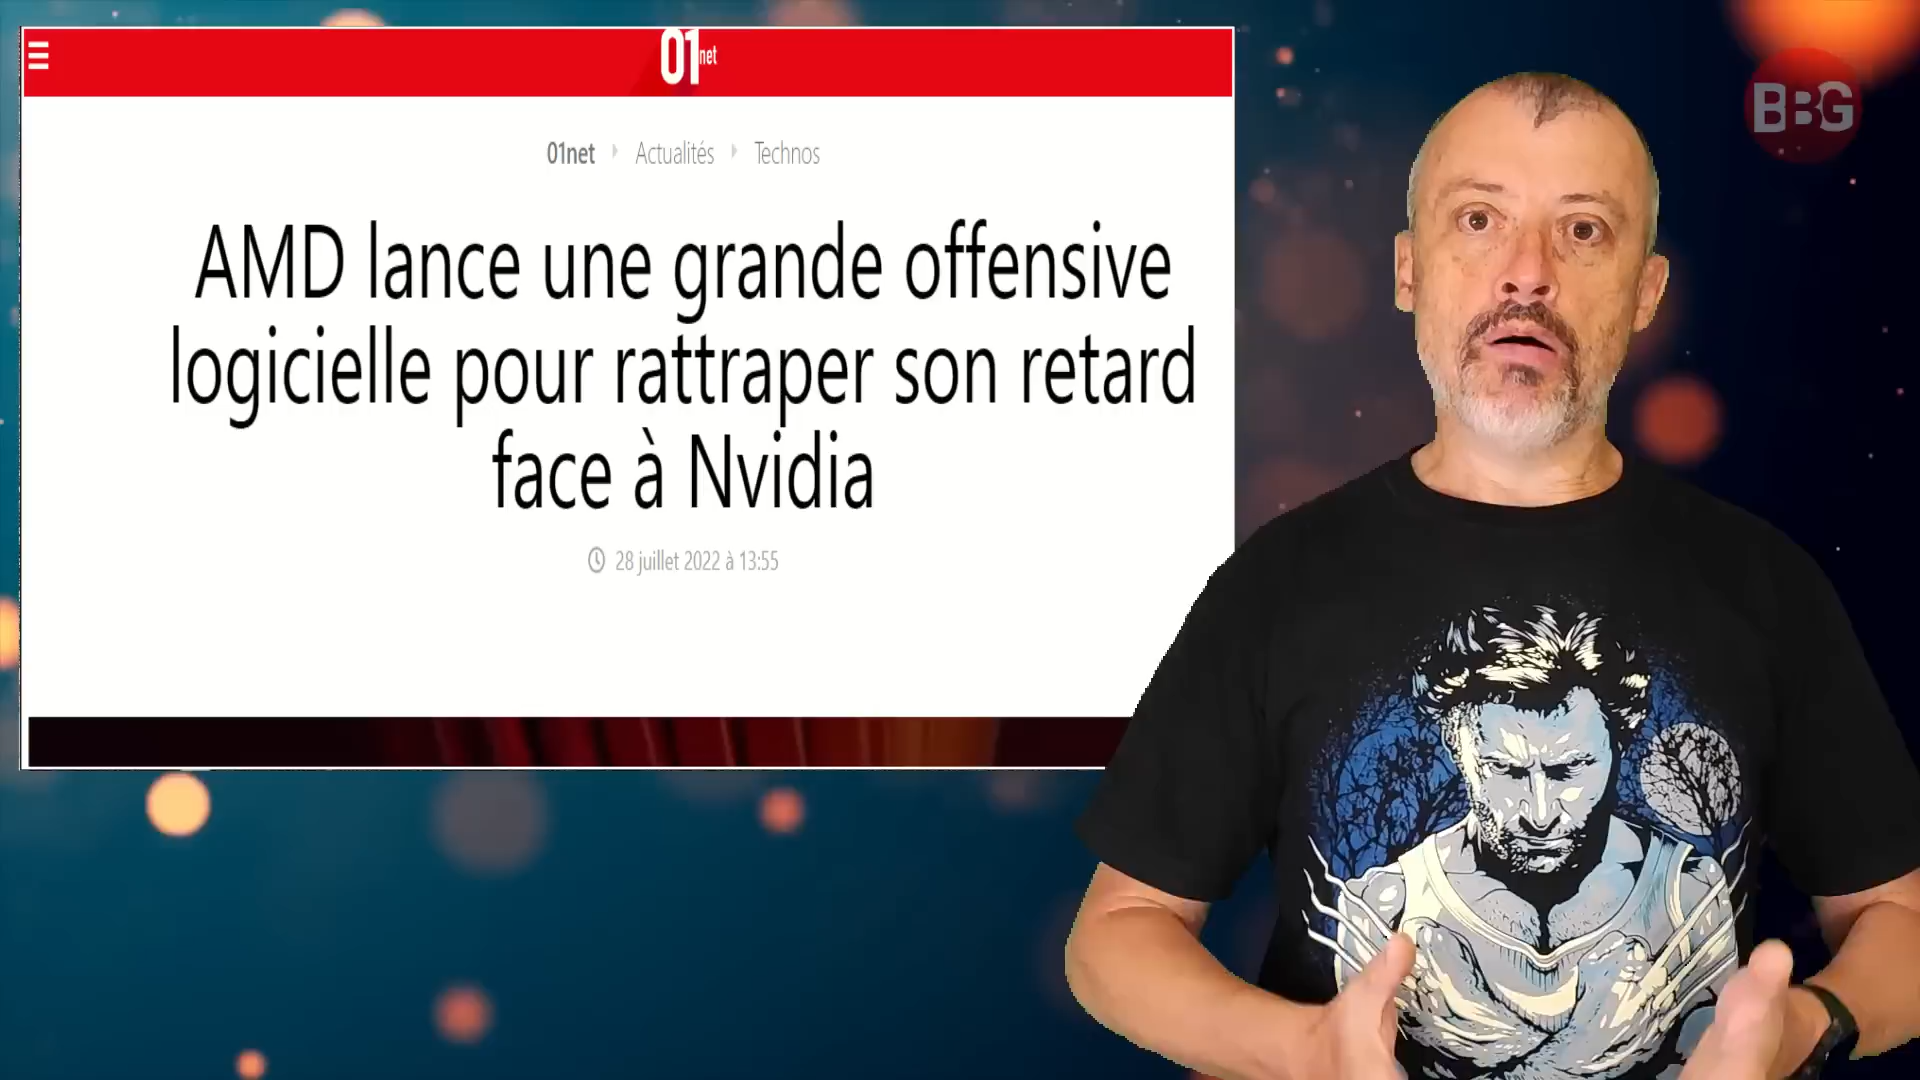 01net
BBG
01net Actualités Technos
AMD lance une grande offensive
logicielle pour rattraper son retard
face à Nvidia
28 juillet 2022 à 13:55